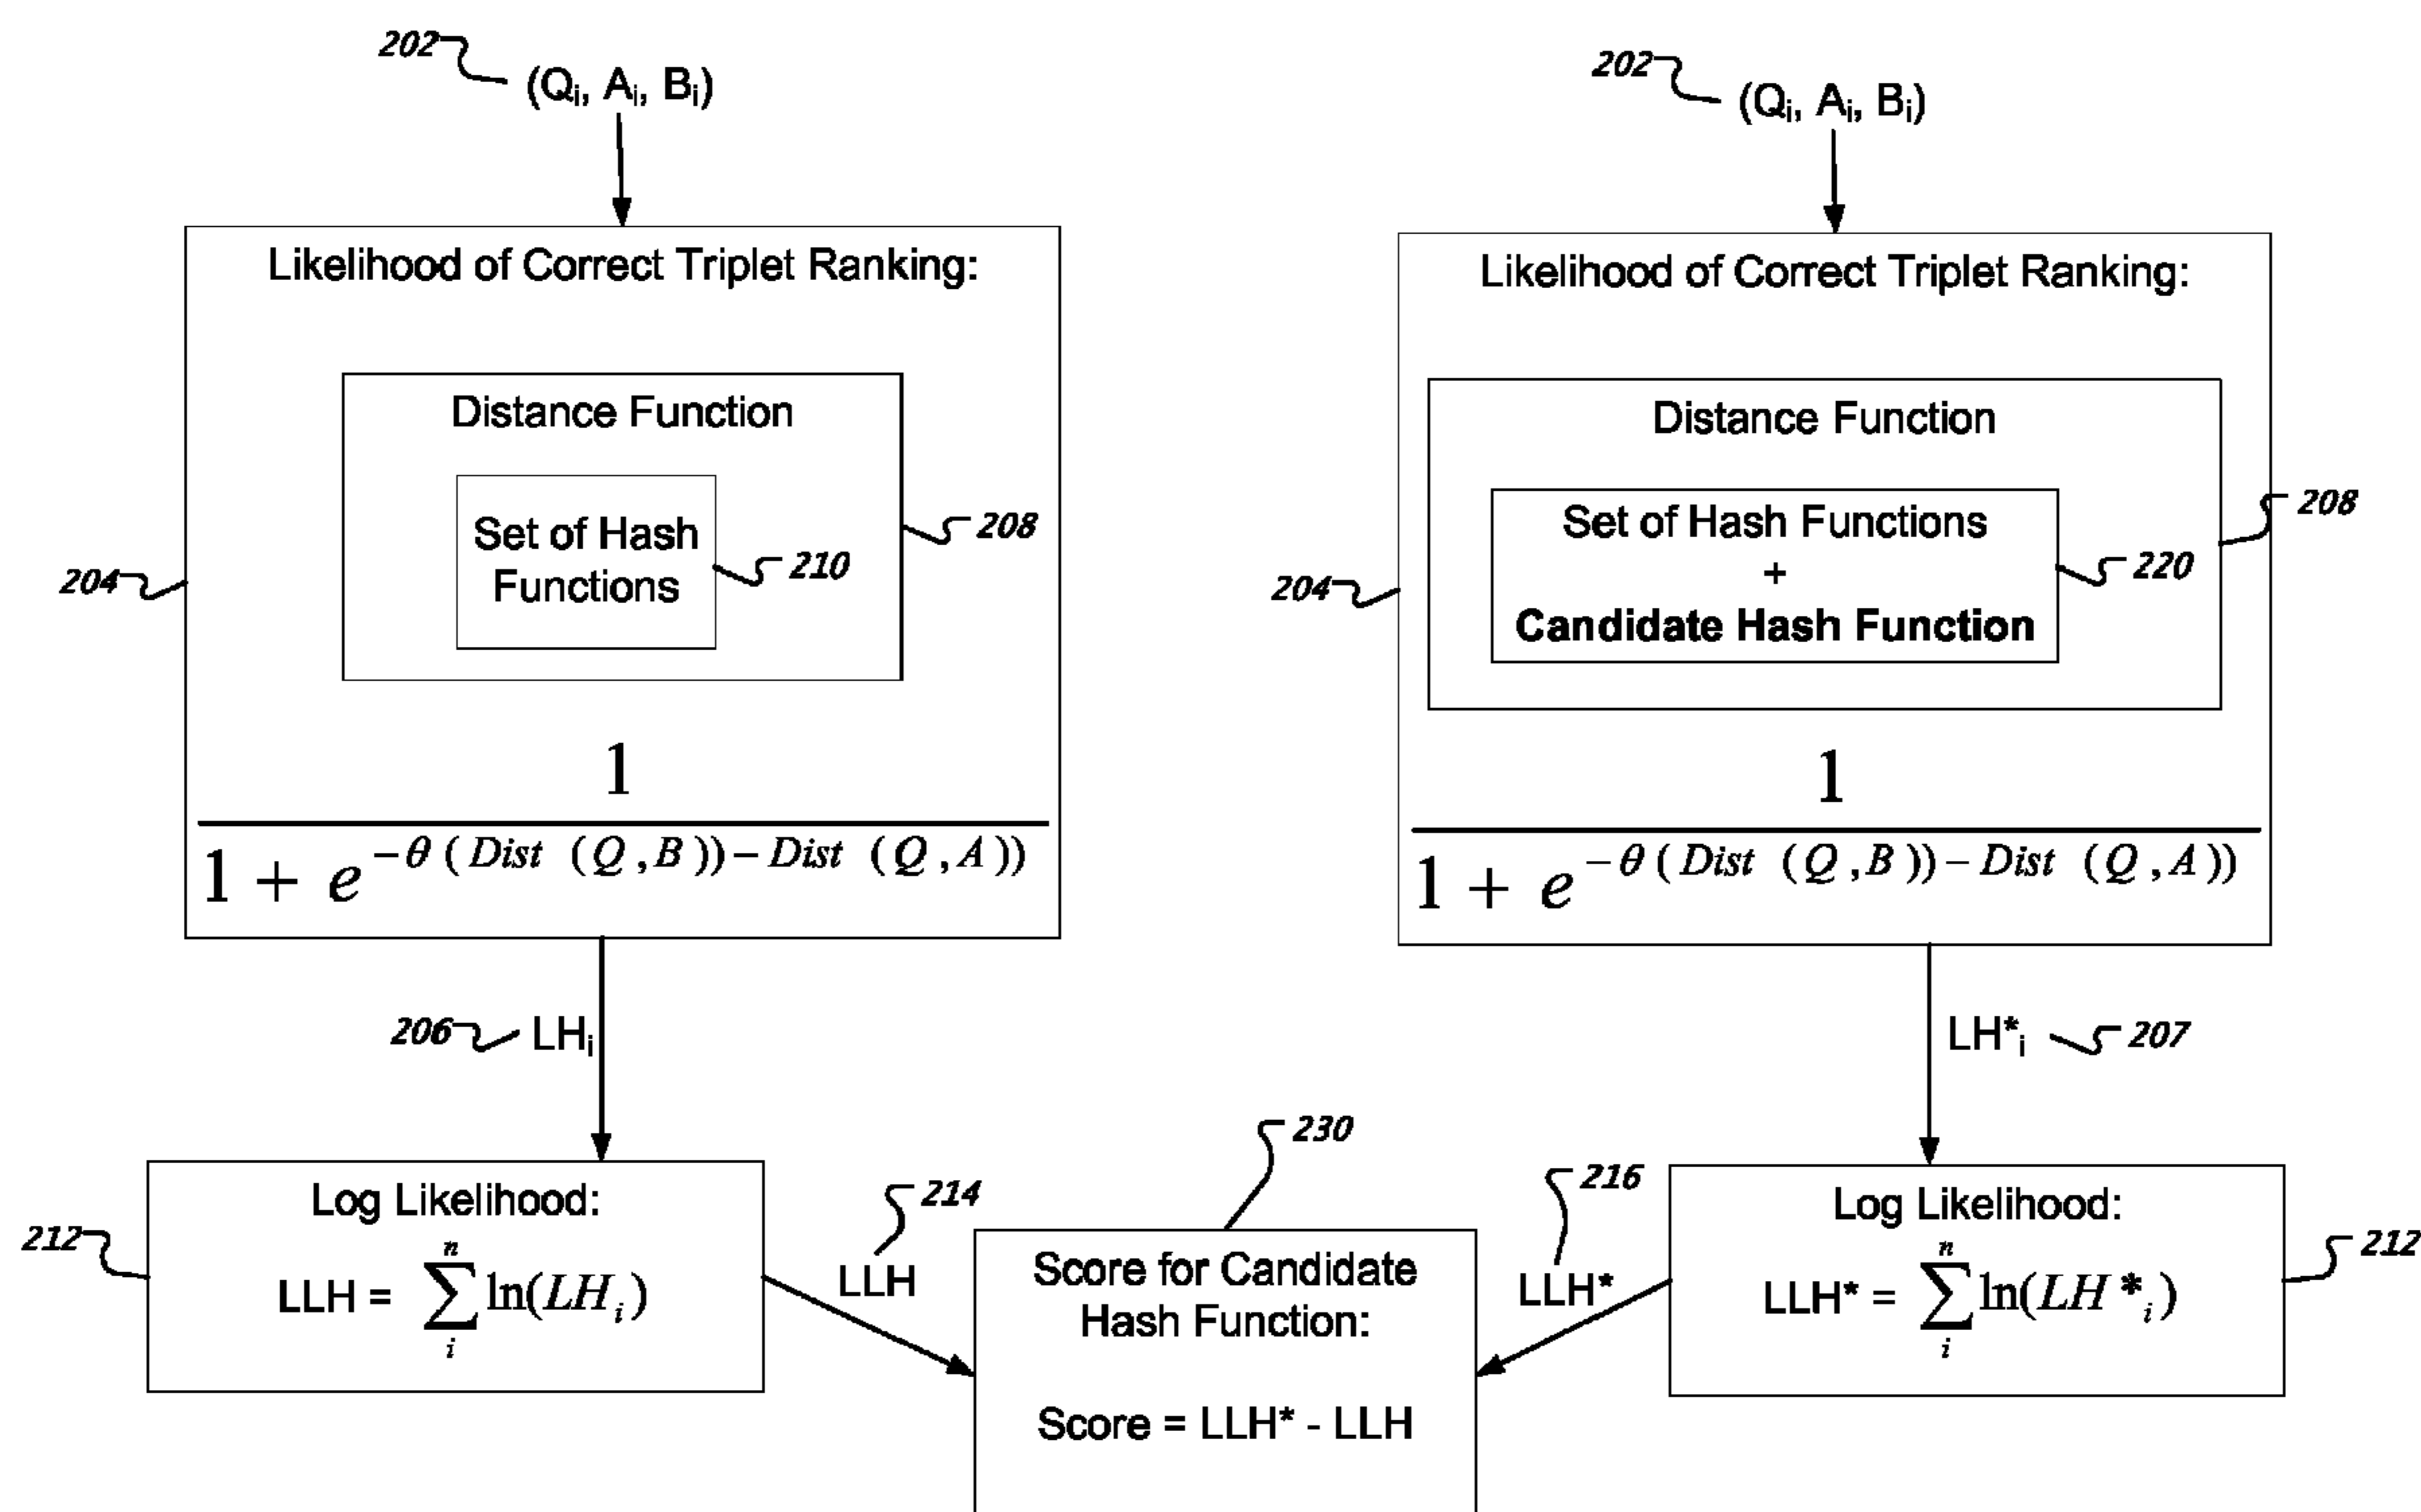 202
(Qi, Ai, Bi)
Likelihood of Correct Triplet Ranking:
Distance Function
Set of Hash
Functions
210
208
204
1
1 + e^{-θ (Dist (Q , B )) – Dist (Q , A ))}
206
LHi
212
Log Likelihood:
LLH = ∑_i^n ln(LH_i)
214
LLH
202
(Qi, Ai, Bi)
Likelihood of Correct Triplet Ranking:
Distance Function
Set of Hash Functions
+
Candidate Hash Function
220
208
204
1
1 + e^{-θ (Dist (Q , B )) – Dist (Q , A ))}
LH*i
207
Log Likelihood:
LLH* = ∑_i^n ln(LH *_i)
212
216
LLH*
230
Score for Candidate
Hash Function:
Score = LLH* - LLH